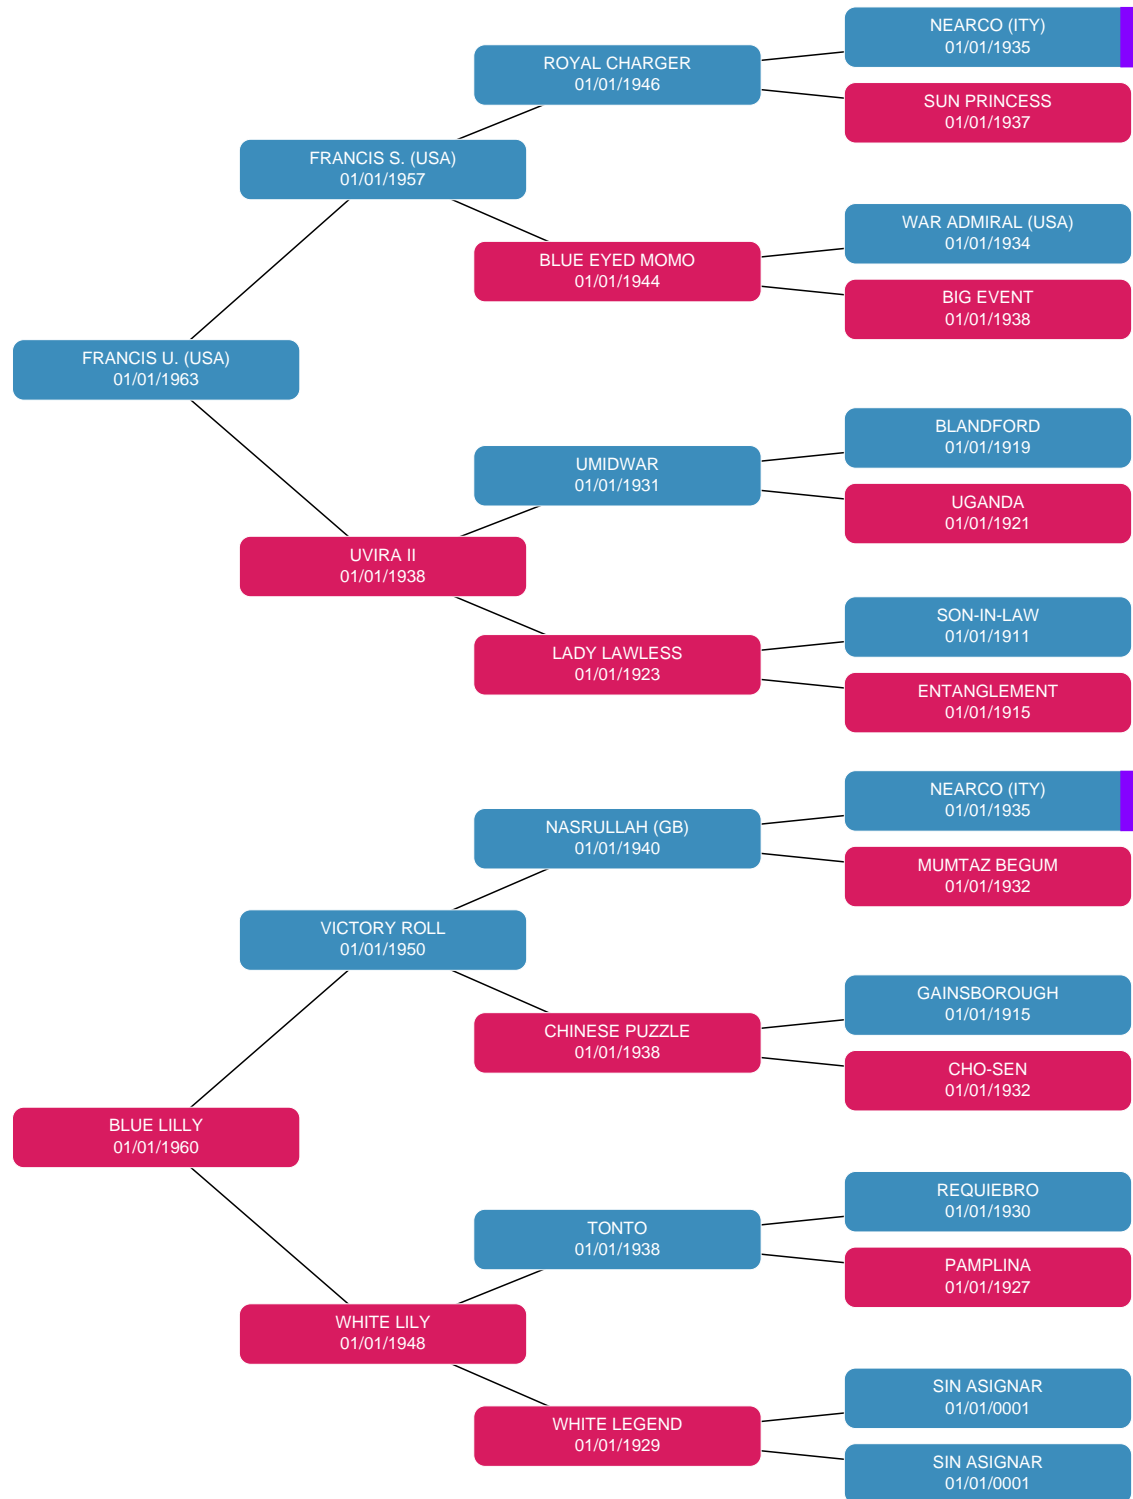 NEARCO (ITY)
01/01/1935
ROYAL CHARGER
01/01/1946
SUN PRINCESS
01/01/1937
FRANCIS S. (USA)
01/01/1957
WAR ADMIRAL (USA)
01/01/1934
BLUE EYED MOMO
01/01/1944
BIG EVENT
01/01/1938
FRANCIS U. (USA)
01/01/1963
BLANDFORD
01/01/1919
UMIDWAR
01/01/1931
UGANDA
01/01/1921
UVIRA II
01/01/1938
SON-IN-LAW
01/01/1911
LADY LAWLESS
01/01/1923
ENTANGLEMENT
01/01/1915
NEARCO (ITY)
01/01/1935
NASRULLAH (GB)
01/01/1940
MUMTAZ BEGUM
01/01/1932
VICTORY ROLL
01/01/1950
GAINSBOROUGH
01/01/1915
CHINESE PUZZLE
01/01/1938
CHO-SEN
01/01/1932
BLUE LILLY
01/01/1960
REQUIEBRO
01/01/1930
TONTO
01/01/1938
PAMPLINA
01/01/1927
WHITE LILY
01/01/1948
SIN ASIGNAR
01/01/0001
WHITE LEGEND
01/01/1929
SIN ASIGNAR
01/01/0001